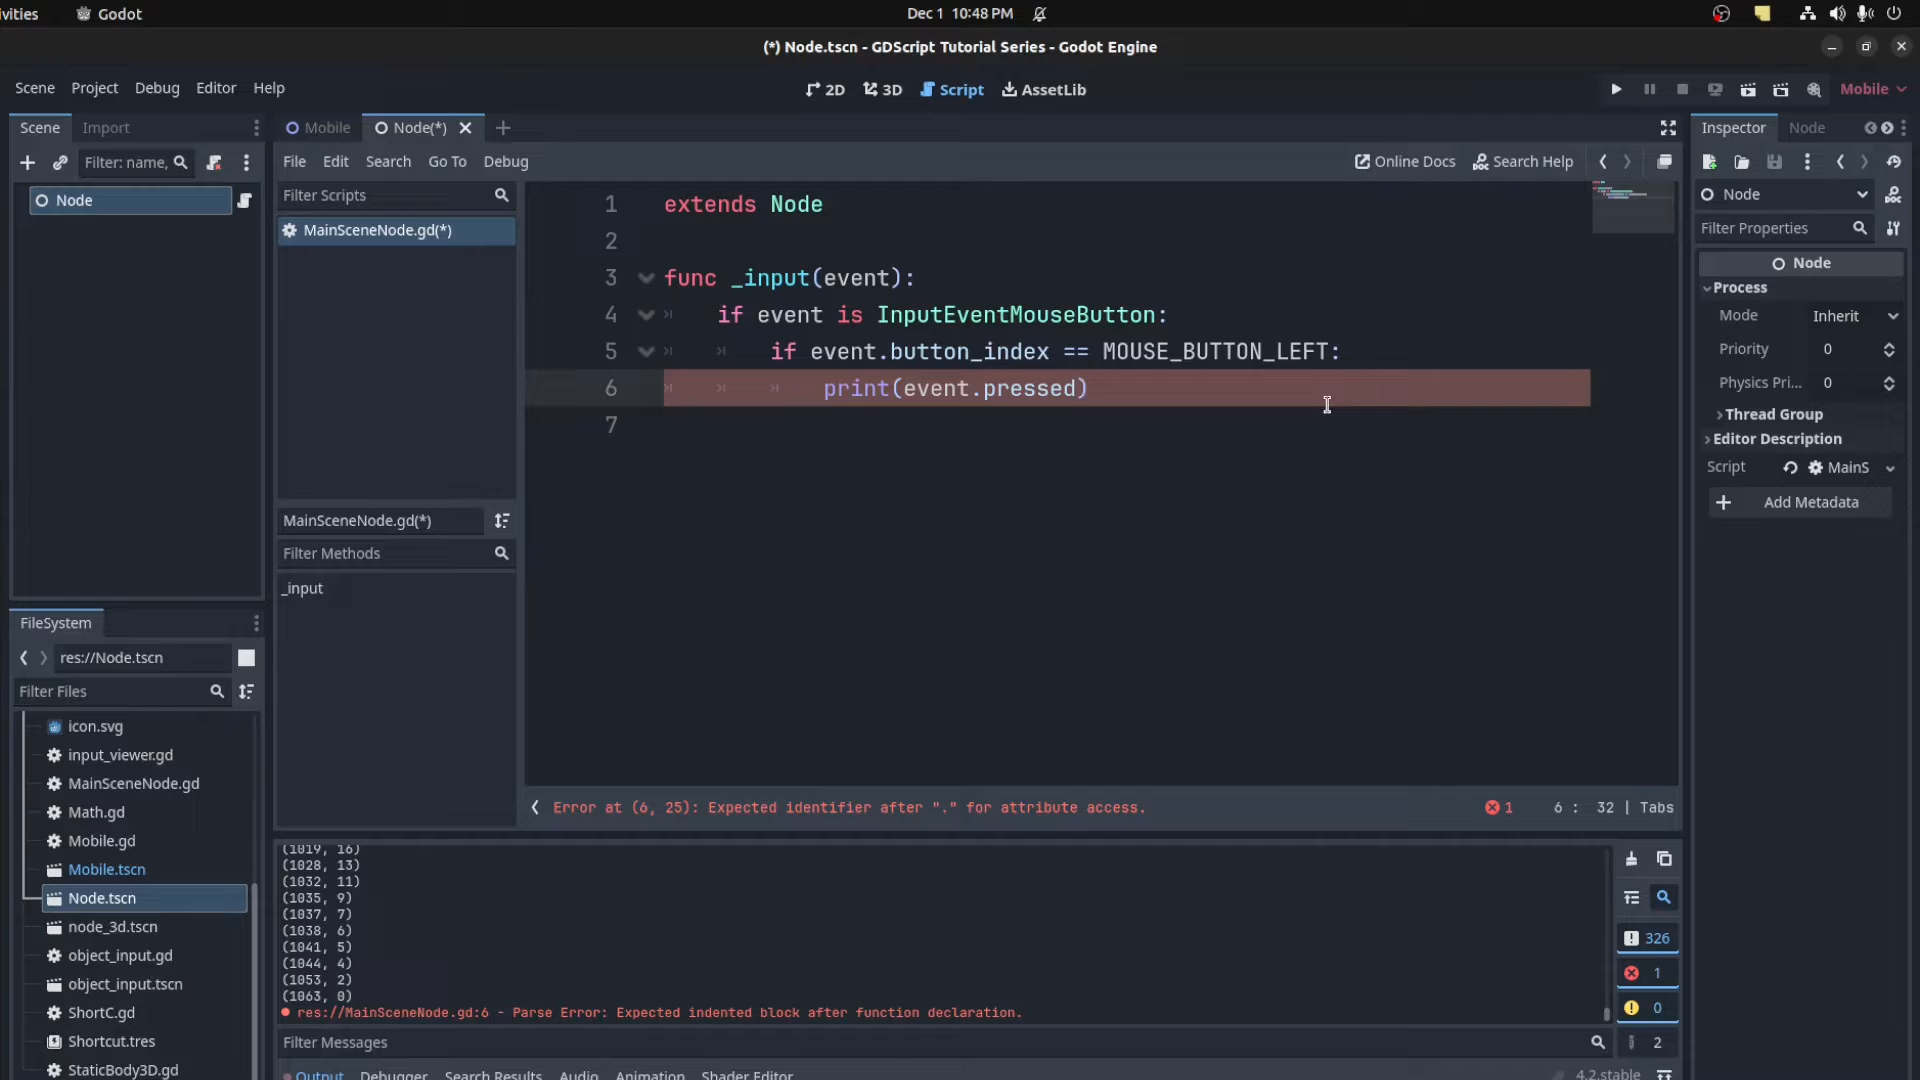 ivities
Godot
Dec 1 10:48 PM
(*) Node.tscn - GDScript Tutorial Series - Godot Engine
Scene Project Debug Editor Help
2D 3D Script AssetLib
Mobile
Scene Import
Mobile Node(*)
Inspector Node
Filter: name,
File Edit Search Go To Debug
Online Docs Search Help
Node
Filter Scripts
MainSceneNode.gd(*)
1 extends Node
2
3 func _input(event):
4 if event is InputEventMouseButton:
5 if event.button_index == MOUSE_BUTTON_LEFT:
6 print(event.pressed)
7
Node
Filter Properties
Node
Process
Mode Inherit
Priority 0
Physics Pri... 0
Thread Group
Editor Description
Script MainS
Add Metadata
MainSceneNode.gd(*)
Filter Methods
_input
FileSystem
res://Node.tscn
Filter Files
icon.svg
input_viewer.gd
MainSceneNode.gd
Math.gd
Mobile.gd
Mobile.tscn
Node.tscn
node_3d.tscn
object_input.gd
object_input.tscn
ShortC.gd
Shortcut.tres
StaticBody3D.gd
Error at (6, 25): Expected identifier after "." for attribute access.
1 6 : 32 | Tabs
(1019, 16)
(1028, 13)
(1032, 11)
(1035, 9)
(1037, 7)
(1038, 6)
(1041, 5)
(1044, 4)
(1053, 2)
(1063, 0)
res://MainSceneNode.gd:6 - Parse Error: Expected indented block after function declaration.
326
1
0
2
Filter Messages
Output Debugger Search Results Audio Animation Shader Editor
4.2.stable